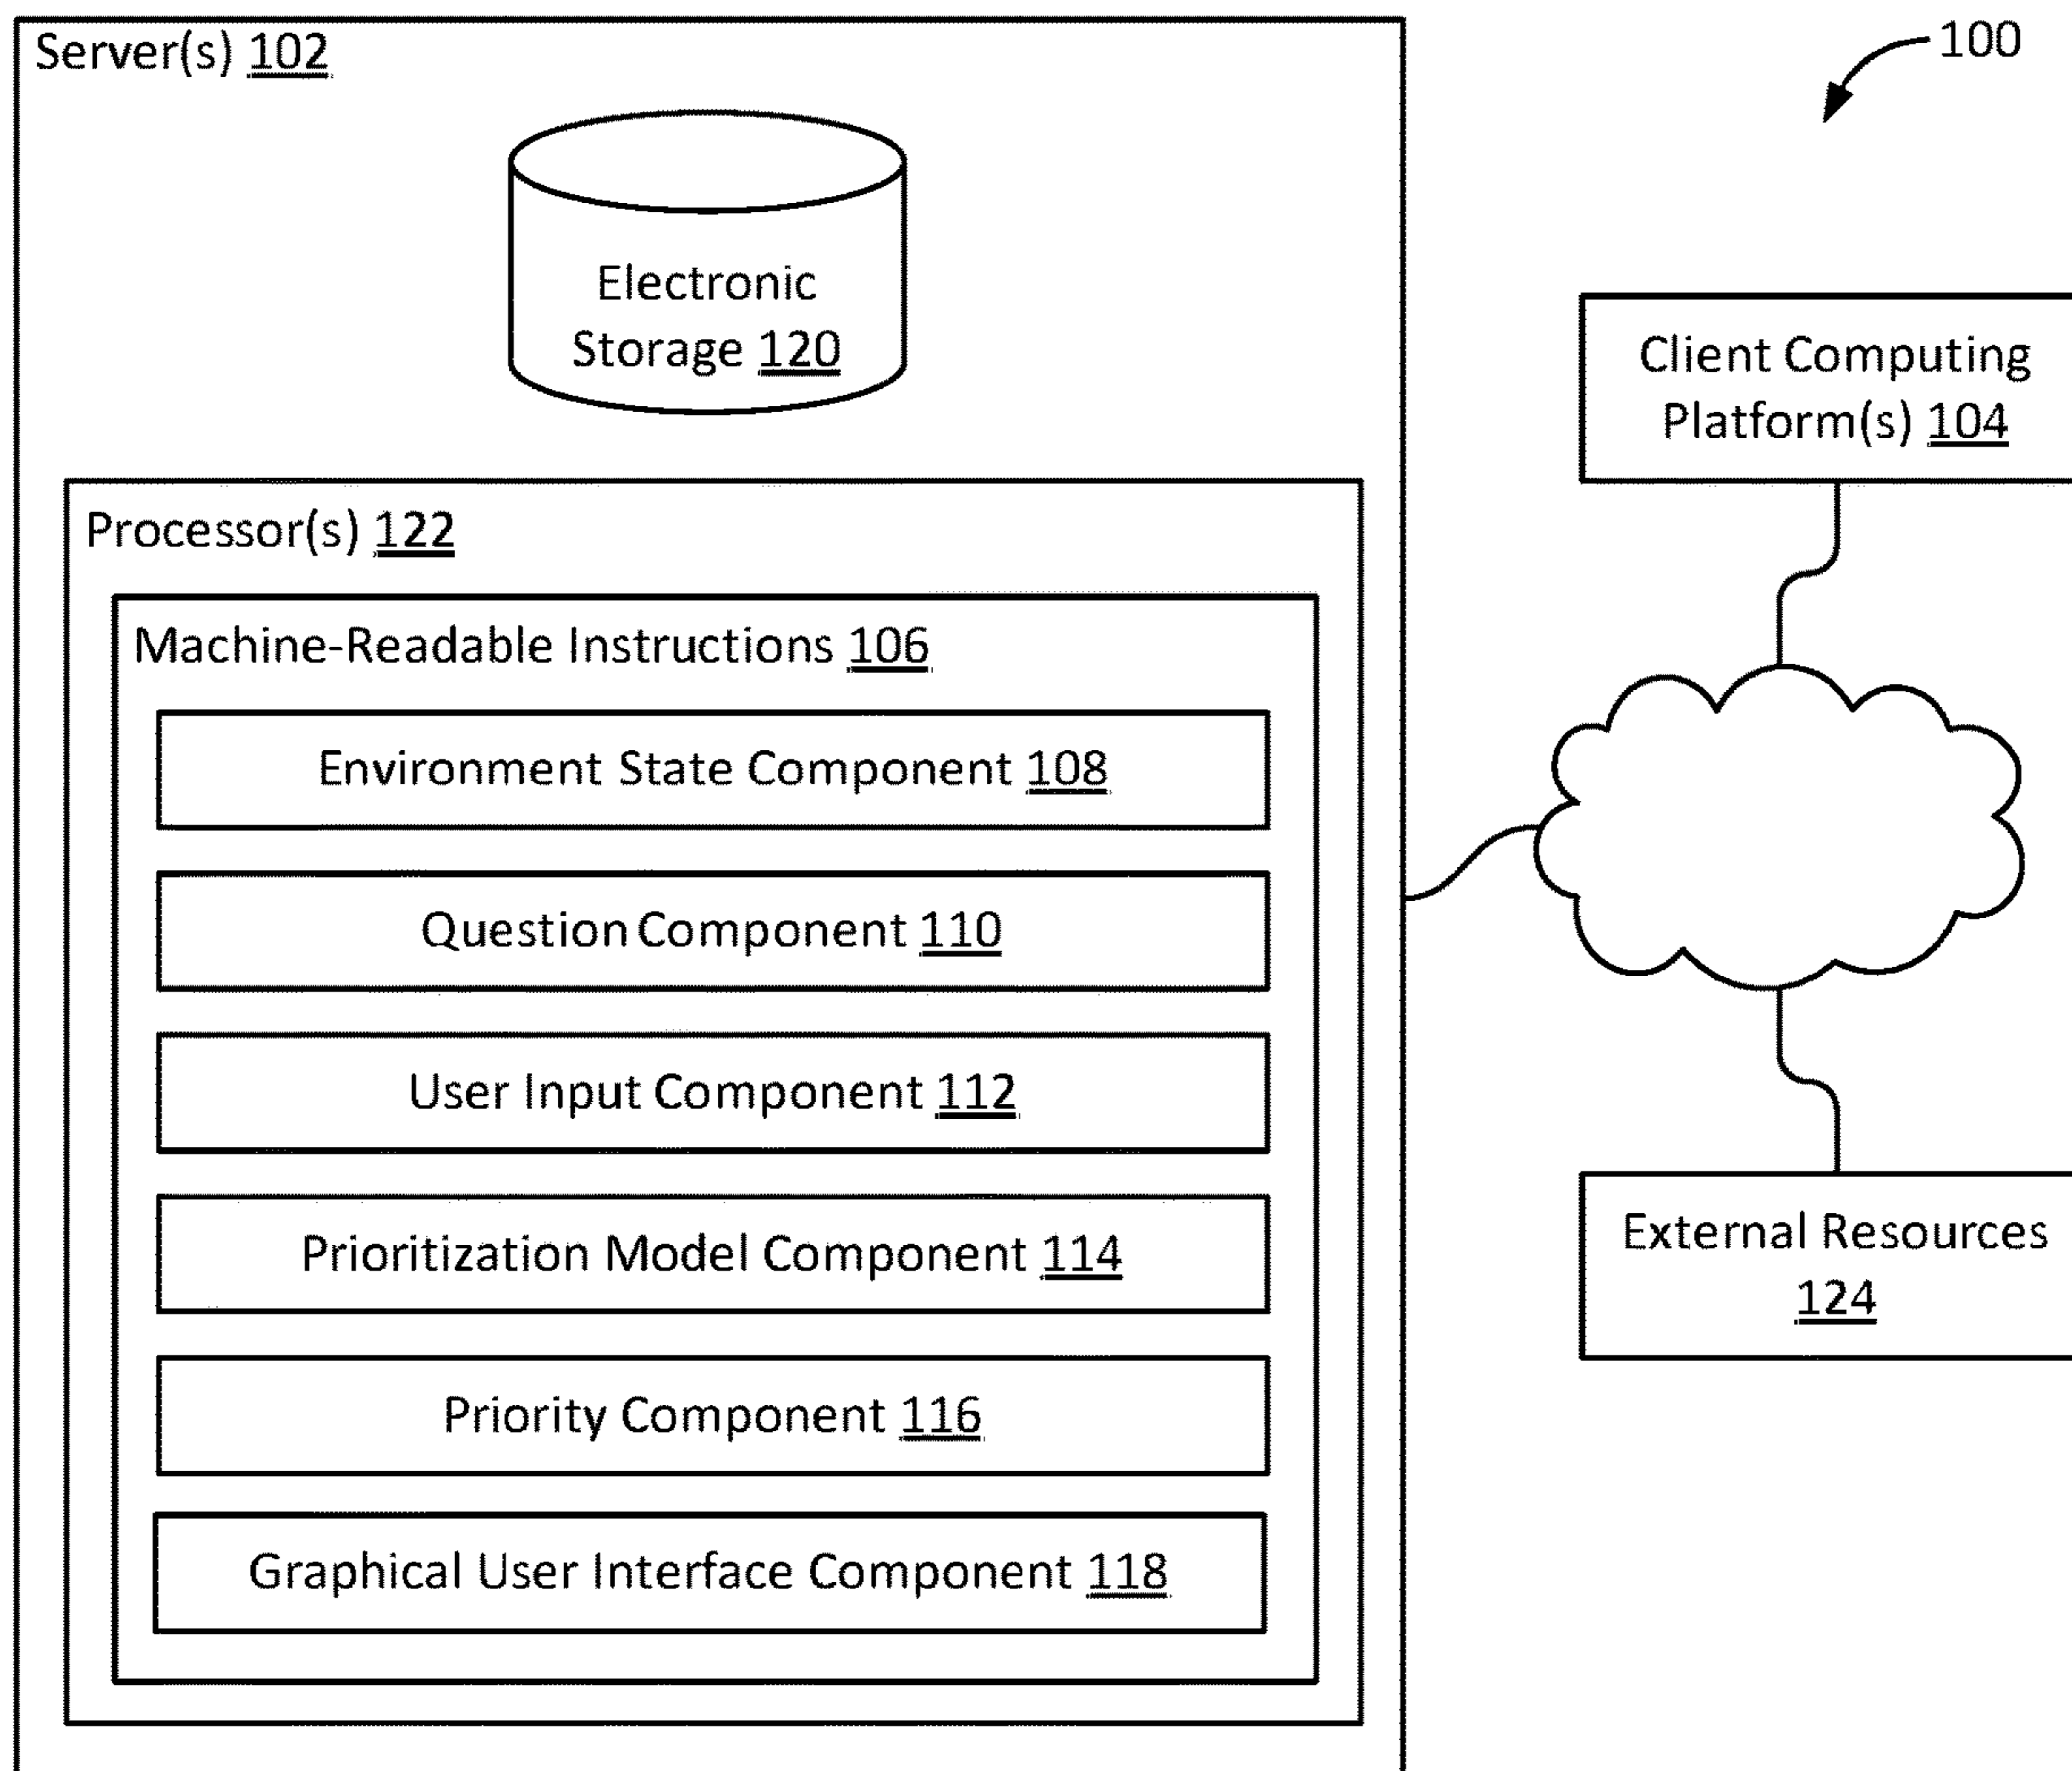 Server(s) 102
100
Electronic
Storage 120
Client Computing
Platform(s) 104
Processor(s) 122
Machine-Readable Instructions 106
Environment State Component 108
Question Component 110
User Input Component 112
Prioritization Model Component 114
Priority Component 116
Graphical User Interface Component 118
External Resources
124